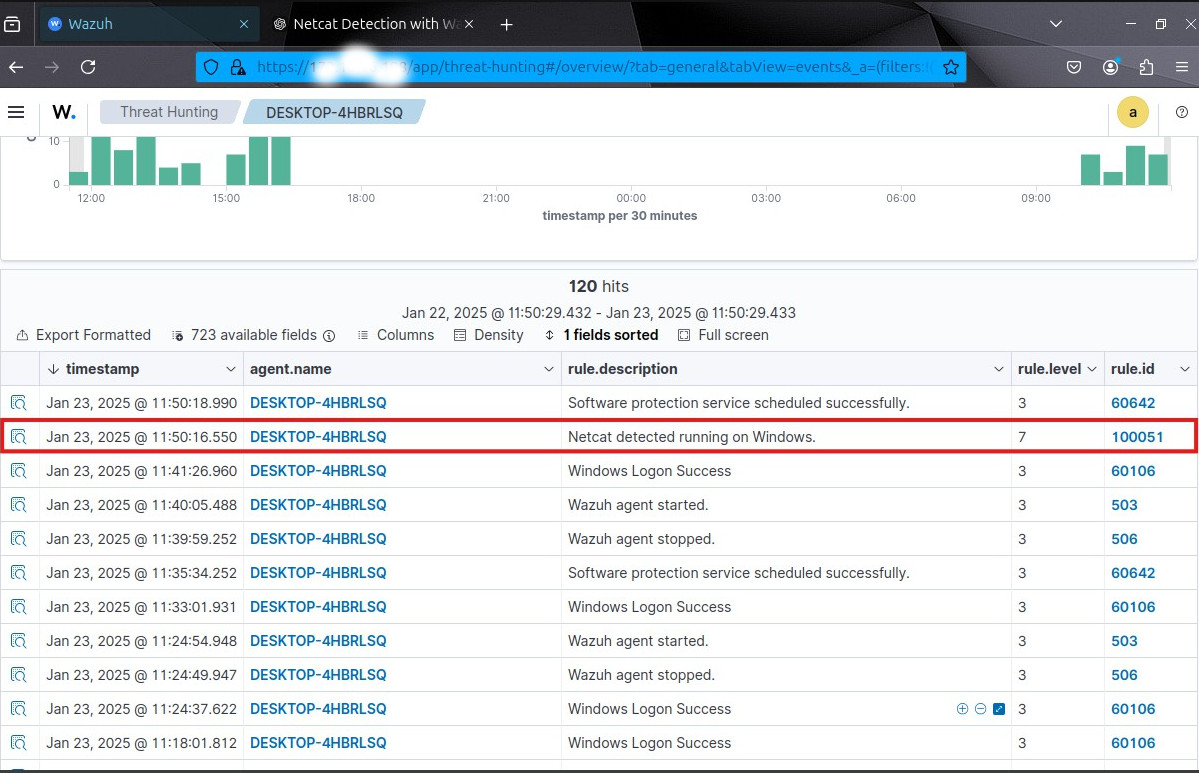 Wazuh
Netcat Detection with Wa
https://1 3/app/threat-hunting#/overview/?tab=general&tabView=events&_a=(filters:!(
W. Threat Hunting DESKTOP-4HBRLSQ a
10
0
12:00 15:00 18:00 21:00 00:00 03:00 06:00 09:00
timestamp per 30 minutes
120 hits
Jan 22, 2025 @ 11:50:29.432 - Jan 23, 2025 @ 11:50:29.433
Export Formatted 723 available fields Columns Density 1 fields sorted Full screen
timestamp agent.name rule.description rule.level rule.id
Jan 23, 2025 @ 11:50:18.990 DESKTOP-4HBRLSQ Software protection service scheduled successfully. 3 60642
Jan 23, 2025 @ 11:50:16.550 DESKTOP-4HBRLSQ Netcat detected running on Windows. 7 100051
Jan 23, 2025 @ 11:41:26.960 DESKTOP-4HBRLSQ Windows Logon Success 3 60106
Jan 23, 2025 @ 11:40:05.488 DESKTOP-4HBRLSQ Wazuh agent started. 3 503
Jan 23, 2025 @ 11:39:59.252 DESKTOP-4HBRLSQ Wazuh agent stopped. 3 506
Jan 23, 2025 @ 11:35:34.252 DESKTOP-4HBRLSQ Software protection service scheduled successfully. 3 60642
Jan 23, 2025 @ 11:33:01.931 DESKTOP-4HBRLSQ Windows Logon Success 3 60106
Jan 23, 2025 @ 11:24:54.948 DESKTOP-4HBRLSQ Wazuh agent started. 3 503
Jan 23, 2025 @ 11:24:49.947 DESKTOP-4HBRLSQ Wazuh agent stopped. 3 506
Jan 23, 2025 @ 11:24:37.622 DESKTOP-4HBRLSQ Windows Logon Success 3 60106
Jan 23, 2025 @ 11:18:01.812 DESKTOP-4HBRLSQ Windows Logon Success 3 60106